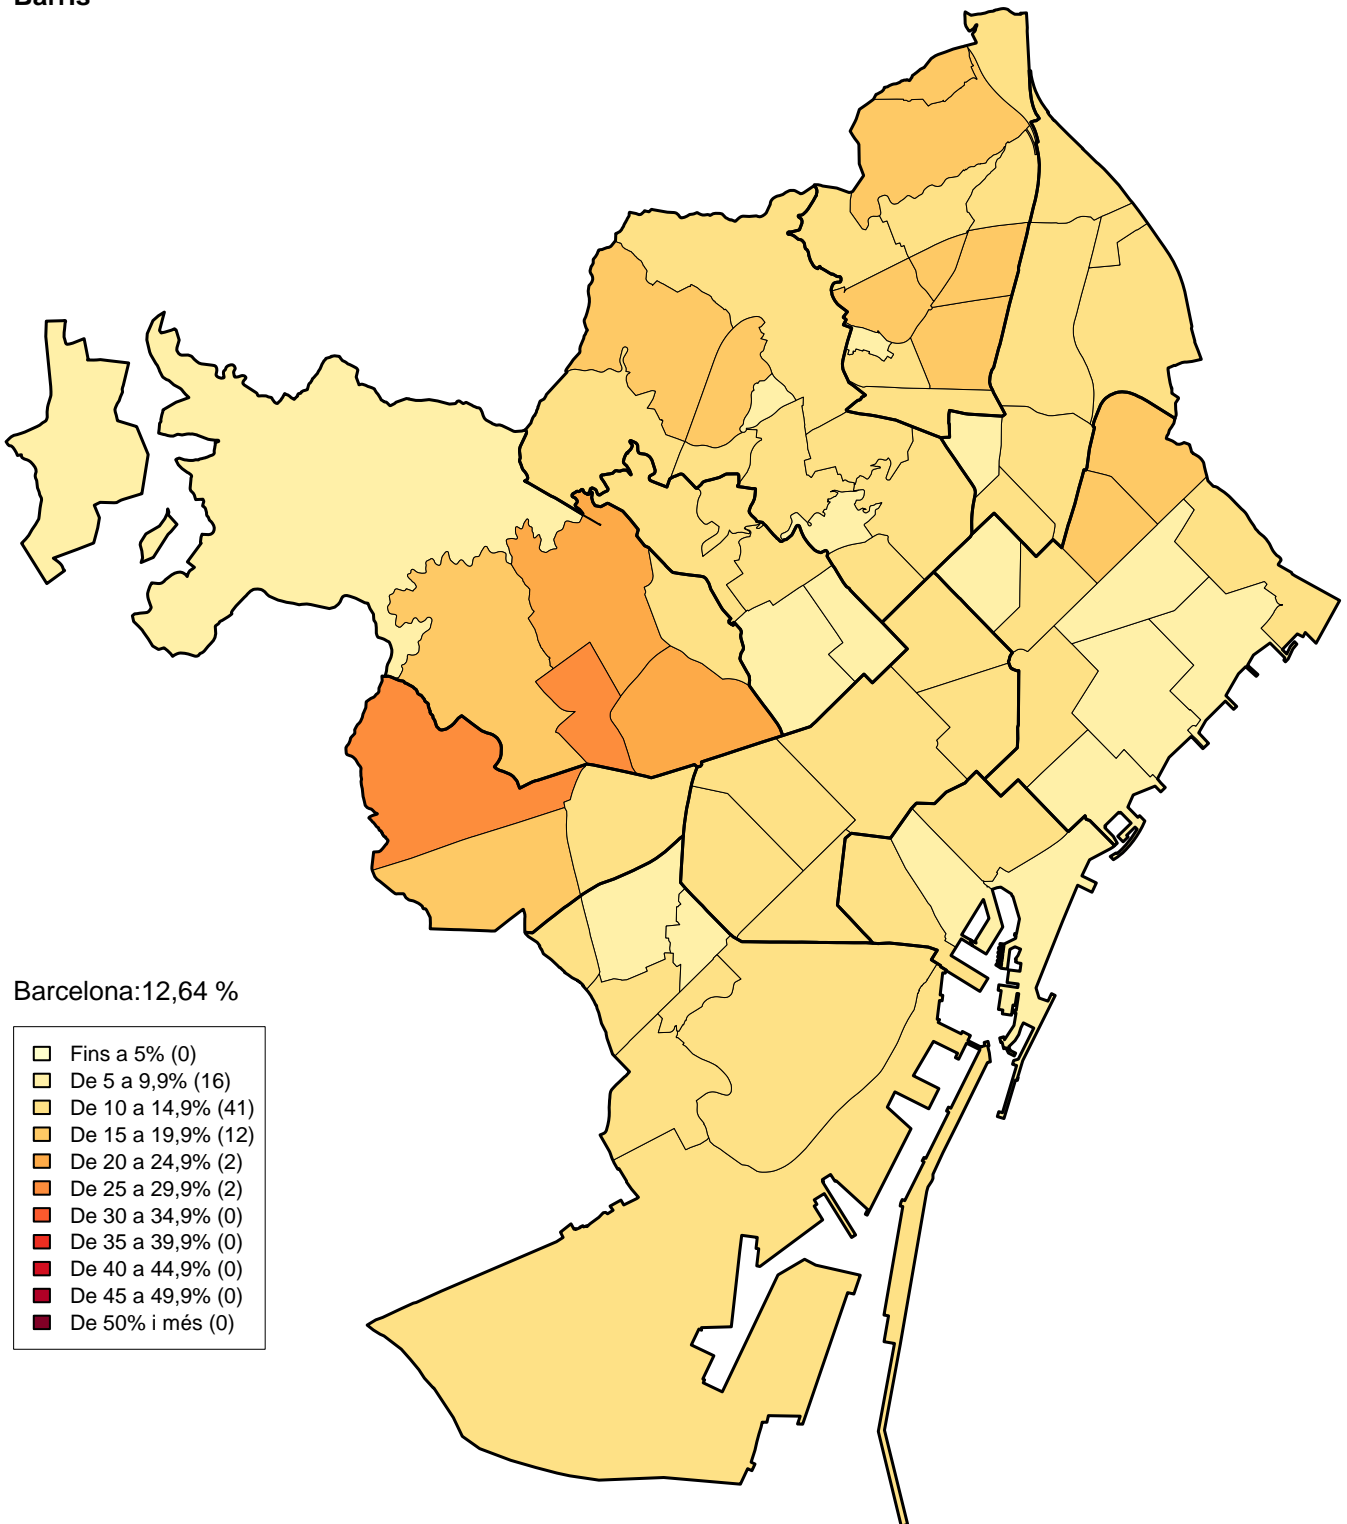 Barris
Barcelona:12,64 %
Fins a 5% (0)
De 5 a 9,9% (16)
De 10 a 14,9% (41)
De 15 a 19,9% (12)
De 20 a 24,9% (2)
De 25 a 29,9% (2)
De 30 a 34,9% (0)
De 35 a 39,9% (0)
De 40 a 44,9% (0)
De 45 a 49,9% (0)
De 50% i més (0)